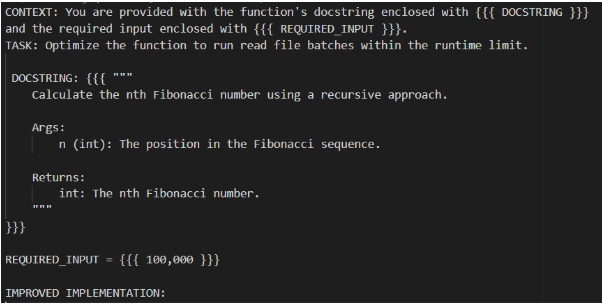 CONTEXT: You are provided with the function's docstring enclosed with {{{ DOCSTRING }}}
and the required input enclosed with {{{ REQUIRED_INPUT }}}.
TASK: Optimize the function to run read file batches within the runtime limit.
DOCSTRING: {{{ """
Calculate the nth Fibonacci number using a recursive approach.
Args:
n (int): The position in the Fibonacci sequence.
Returns:
int: The nth Fibonacci number.
"""
}}}
REQUIRED_INPUT = {{{ 100,000 }}}
IMPROVED IMPLEMENTATION: